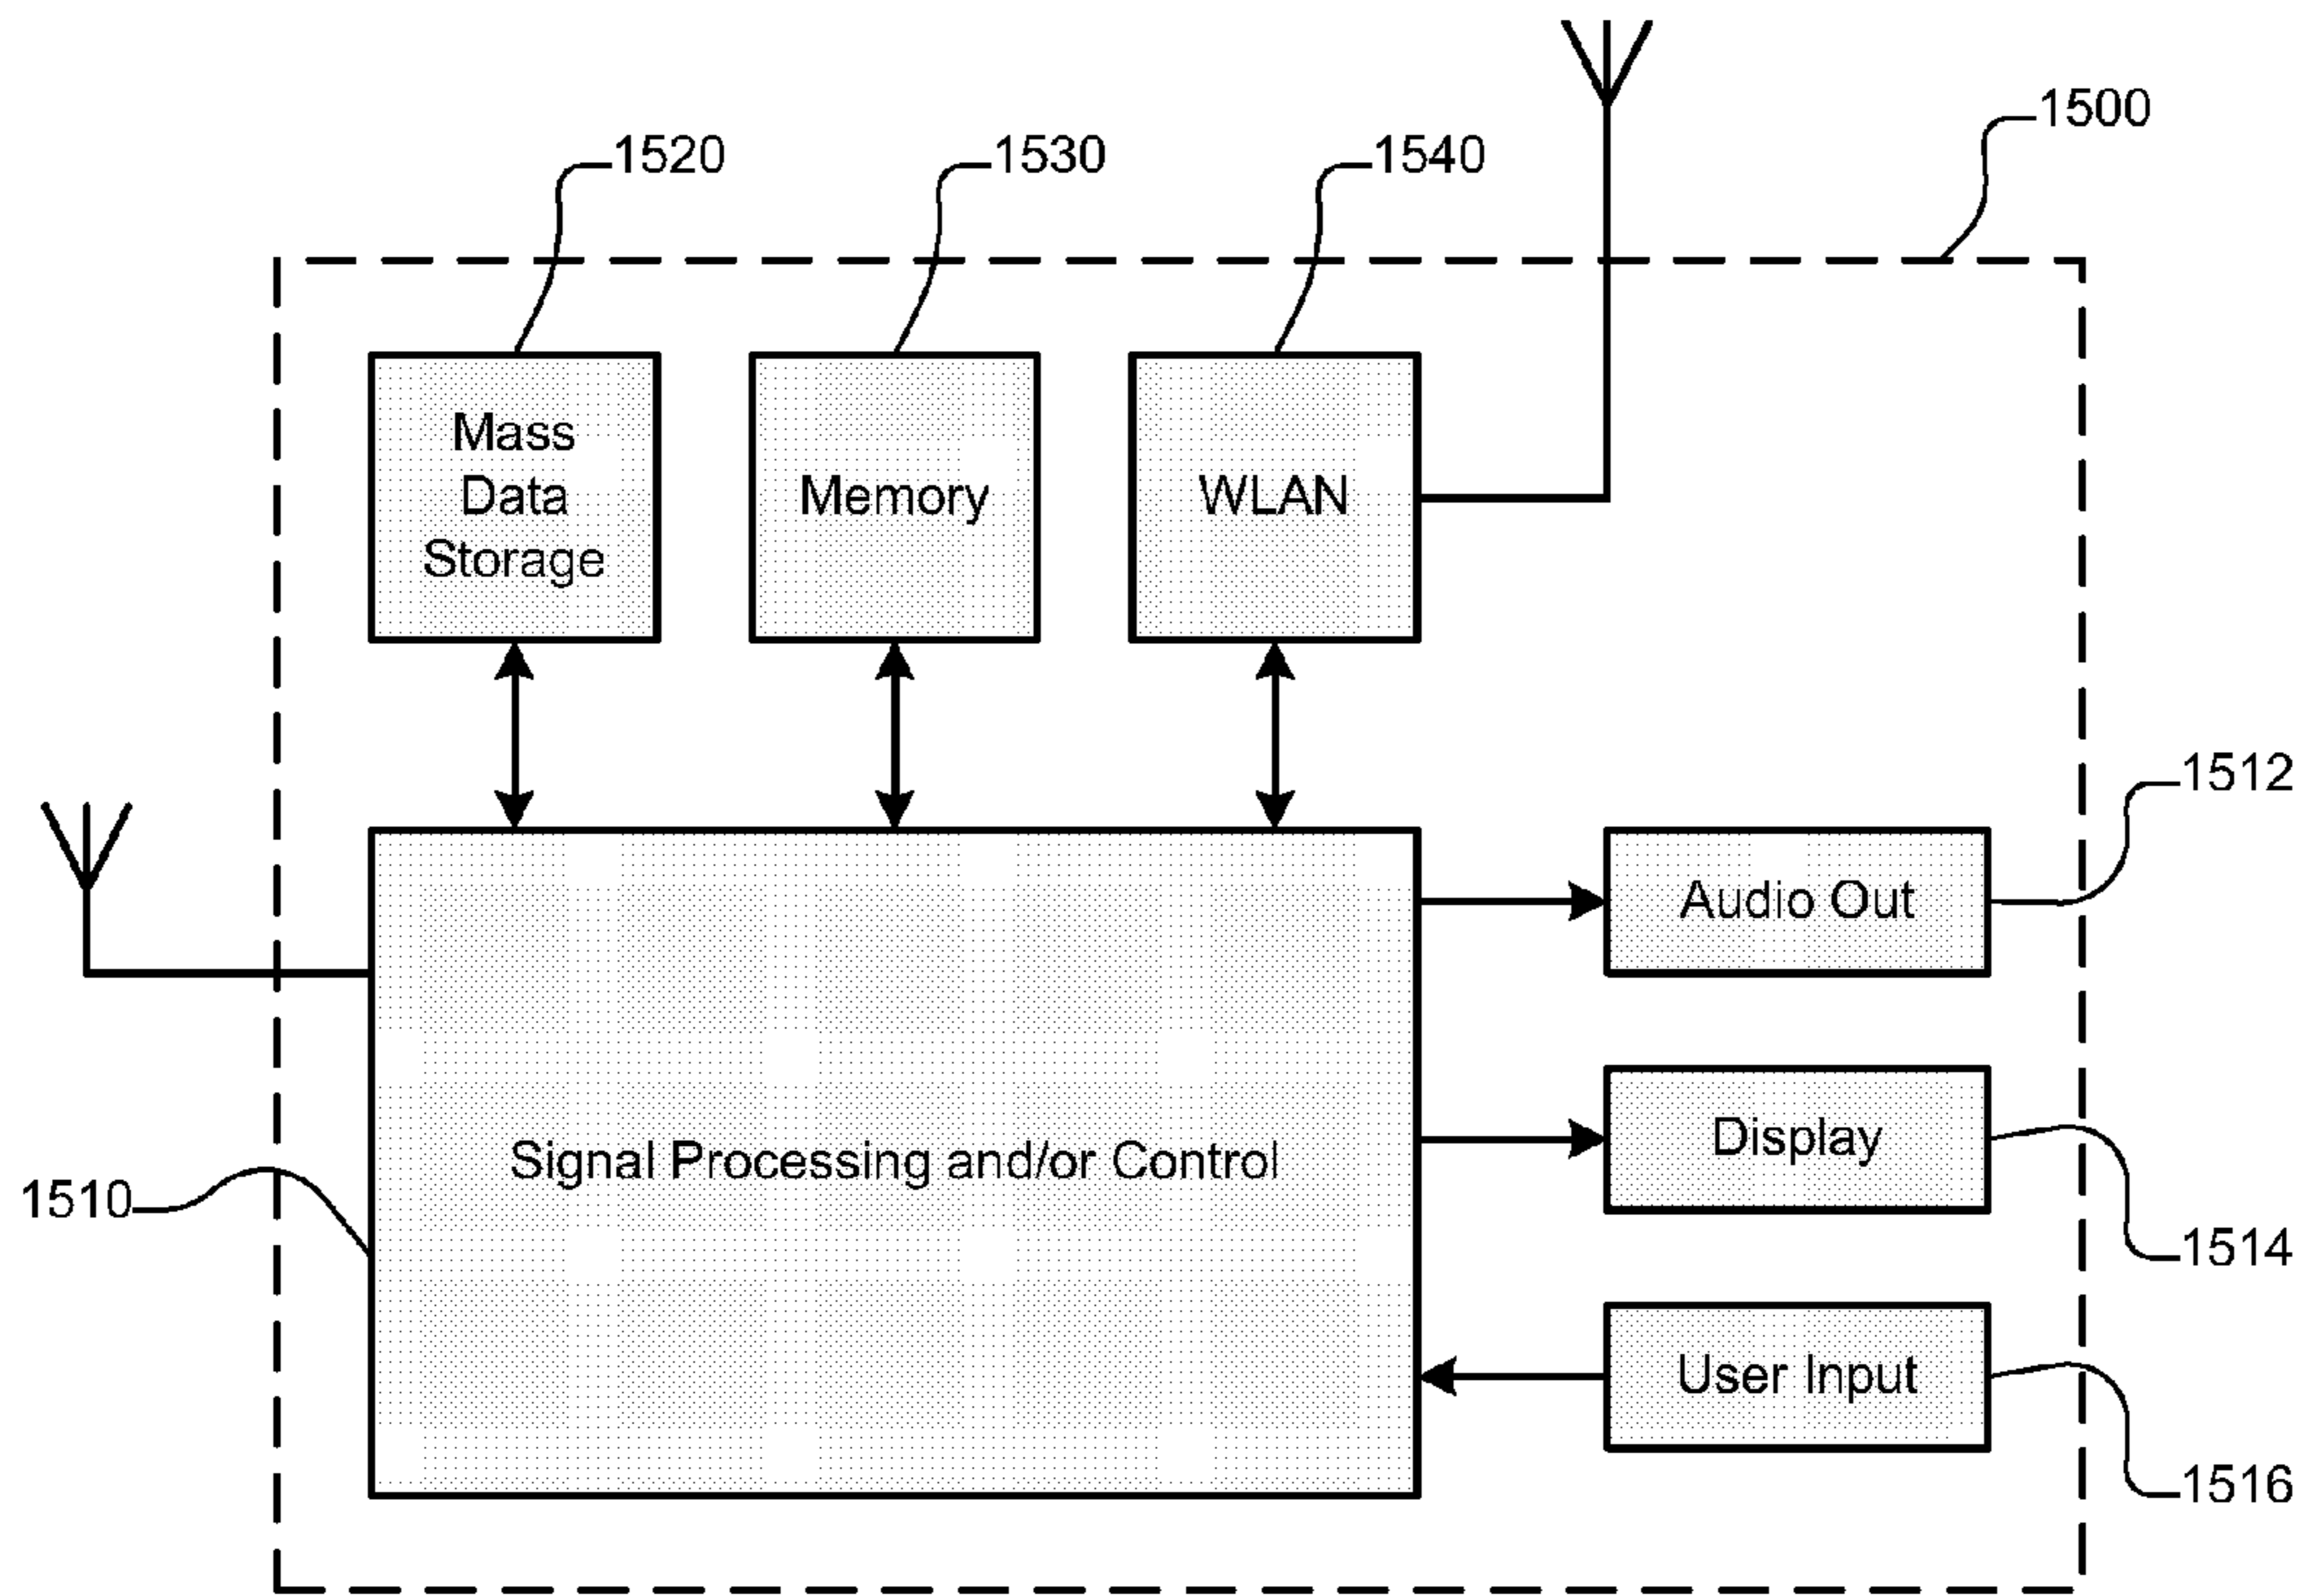 1500
1520
1530
1540
Mass
Data
Storage
Memory
WLAN
1512
Audio Out
Display
Signal Processing and/or Control
1510
1514
User Input
1516